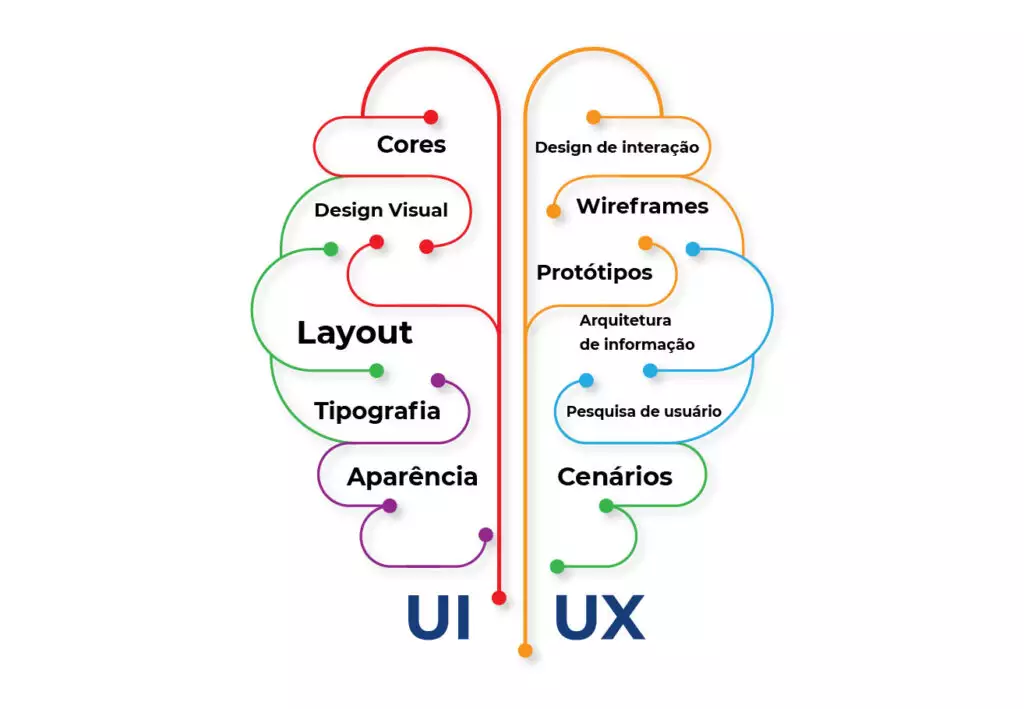 Cores
Design Visual
Layout
Tipografia
Aparência
UI
Design de interação
Wireframes
Protótipos
Arquitetura
de informação
Pesquisa de usuário
Cenários
UX